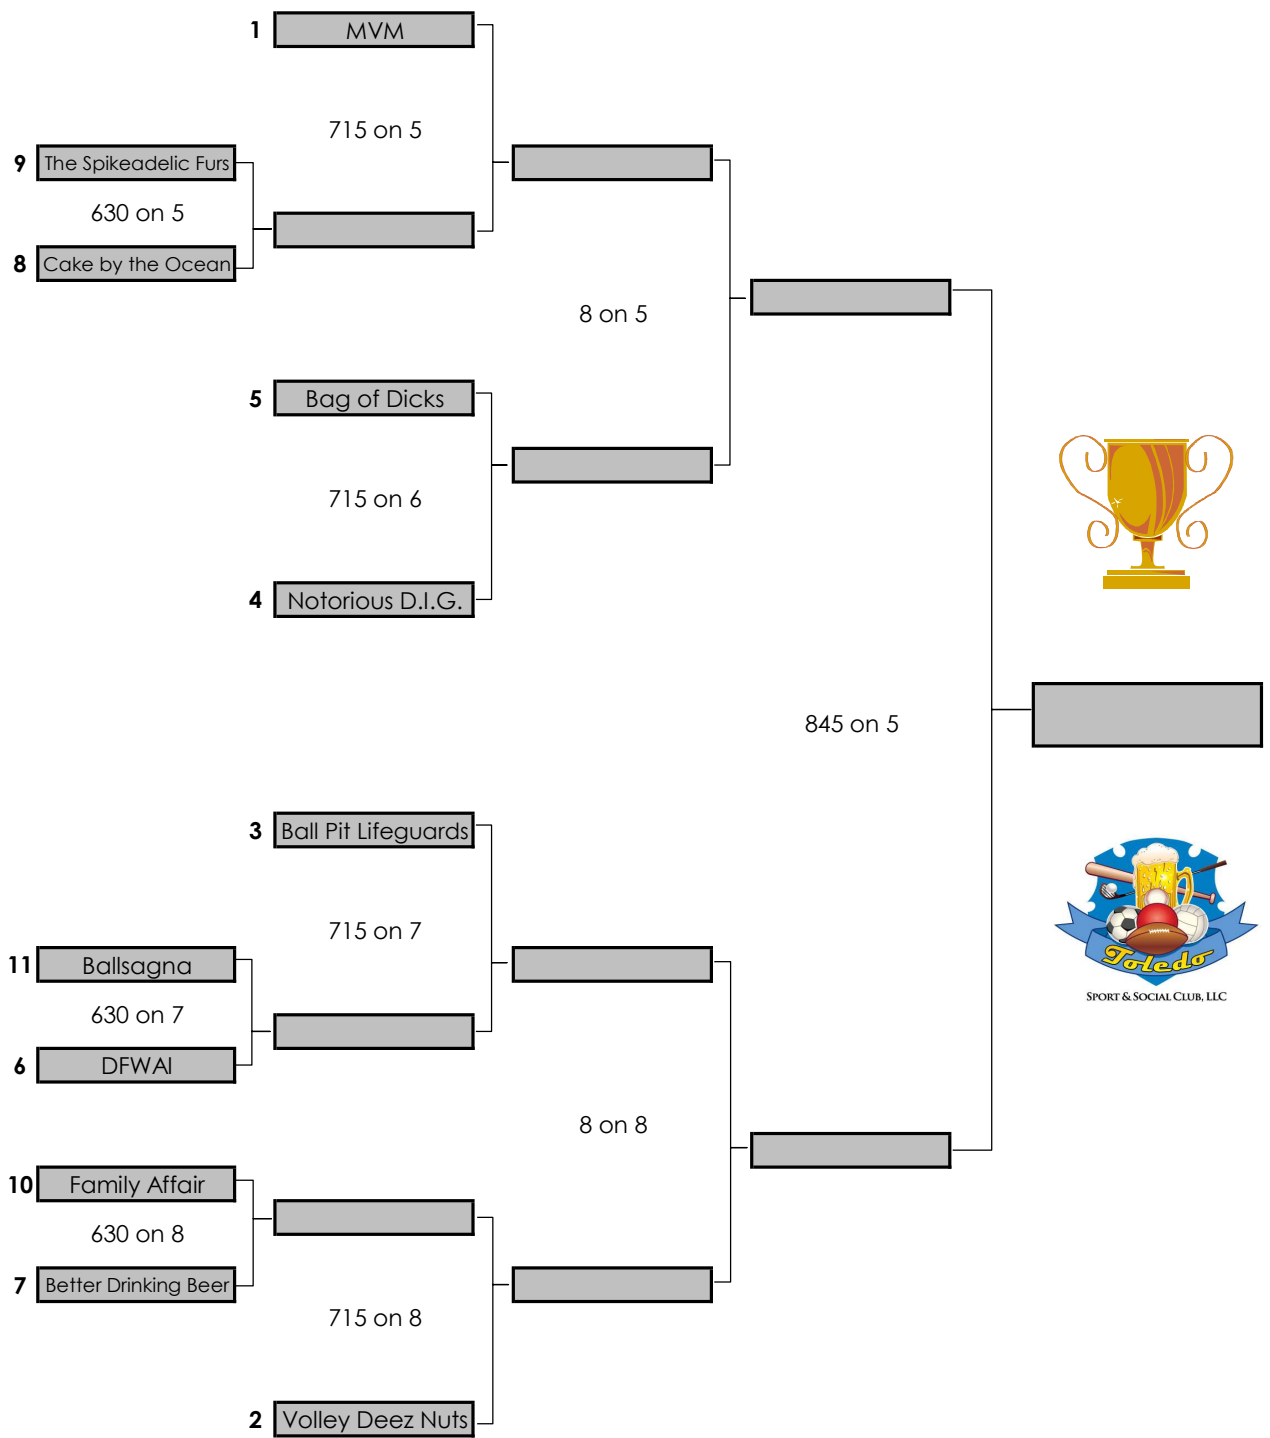 1 MVM
715 on 5
9 The Spikeadelic Furs
630 on 5
8 Cake by the Ocean
8 on 5
5 Bag of Dicks
715 on 6
4 Notorious D.I.G.
845 on 5
3 Ball Pit Lifeguards
715 on 7
11 Ballsagna
630 on 7
6 DFWAI
8 on 8
10 Family Affair
630 on 8
7 Better Drinking Beer
715 on 8
2 Volley Deez Nuts
Toledo
SPORT & SOCIAL CLUB, LLC